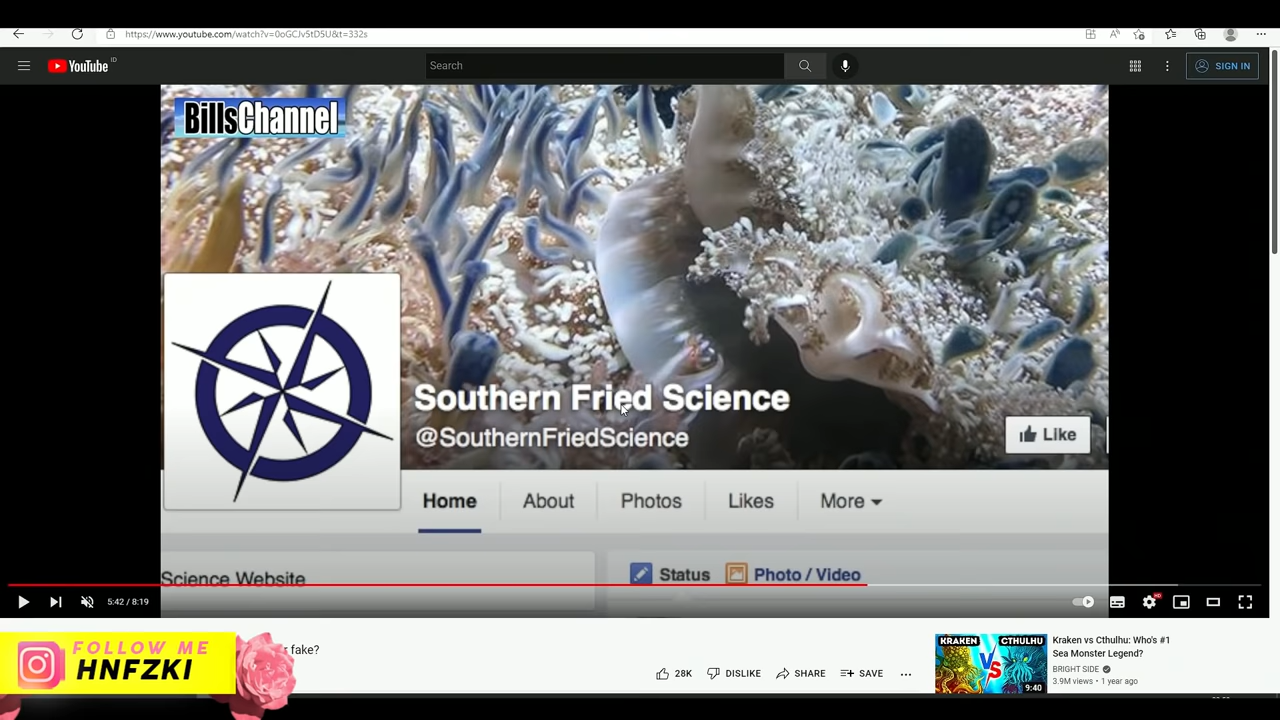 https://www.youtube.com/watch?v=0oGCJv5tD5U&t=332s
YouTube ID
Search
SIGN IN
BillsChannel
Southern Fried Science
@SouthernFriedScience
Like
Home
About
Photos
Likes
More
Science Website
Status
Photo / Video
5:42 / 8:19
HD
FOLLOW ME
HNFZKI
fake?
28K
DISLIKE
SHARE
SAVE
KRAKEN
CTHULHU
VS
9:40
Kraken vs Cthulhu: Who's #1
Sea Monster Legend?
BRIGHT SIDE
3.9M views • 1 year ago